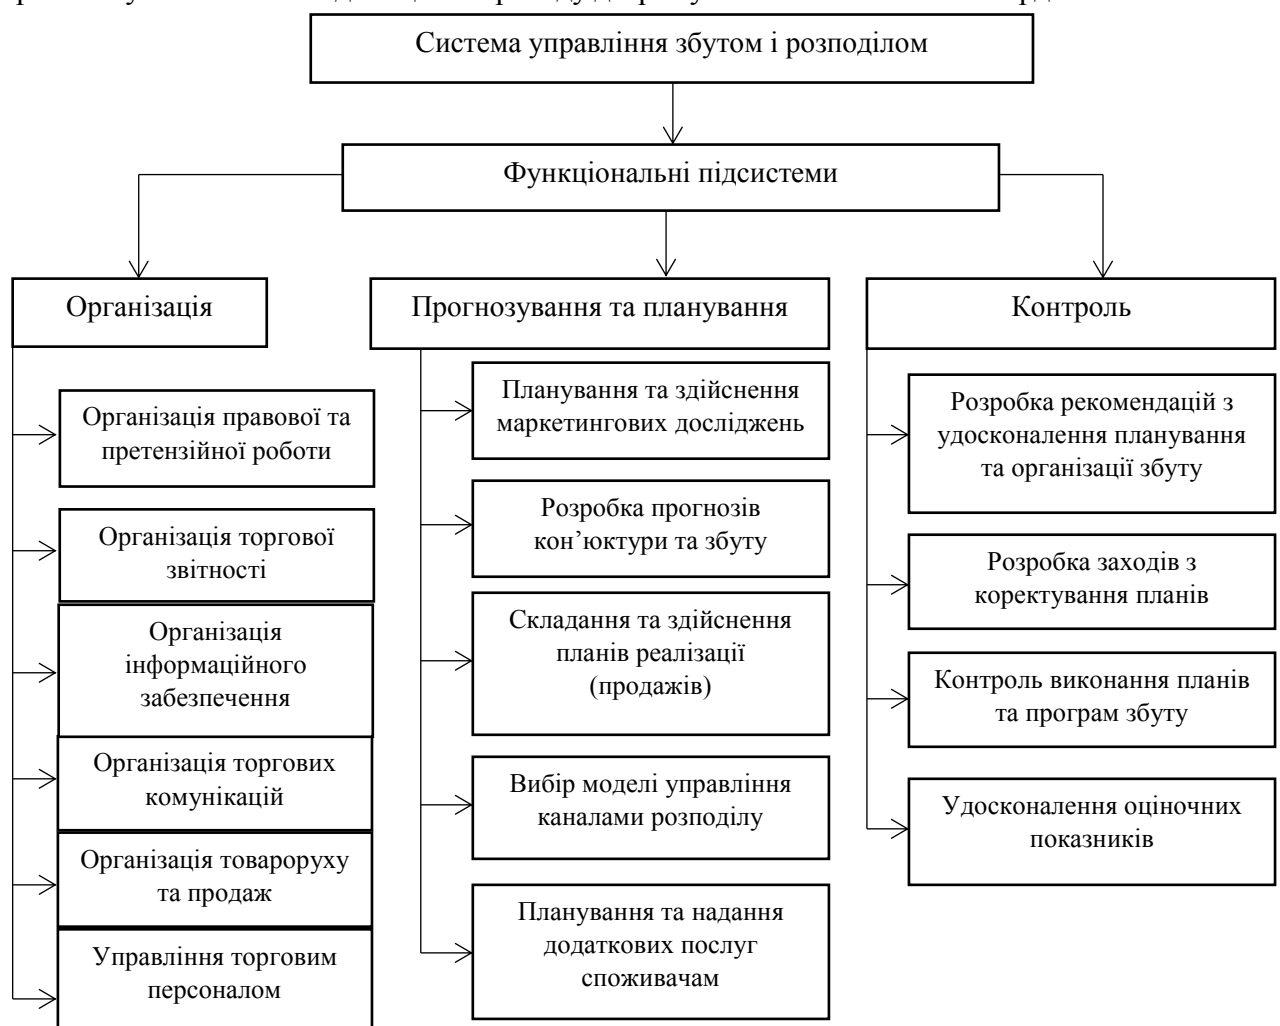 Система управління збутом і розподілом
Функціональні підсистеми
Організація
Прогнозування та планування
Контроль
Організація правової та
претензійної роботи
Організація торгової
звітності
Організація
інформаційного
забезпечення
Організація торгових
комунікацій
Організація товароруху
та продаж
Управління торговим
персоналом
Планування та здійснення
маркетингових досліджень
Розробка прогнозів
кон’юктури та збуту
Складання та здійснення
планів реалізації
(продажів)
Вибір моделі управління
каналами розподілу
Планування та надання
додаткових послуг
споживачам
Розробка рекомендацій з
удосконалення планування
та організації збуту
Розробка заходів з
коректування планів
Контроль виконання планів
та програм збуту
Удосконалення оціночних
показників